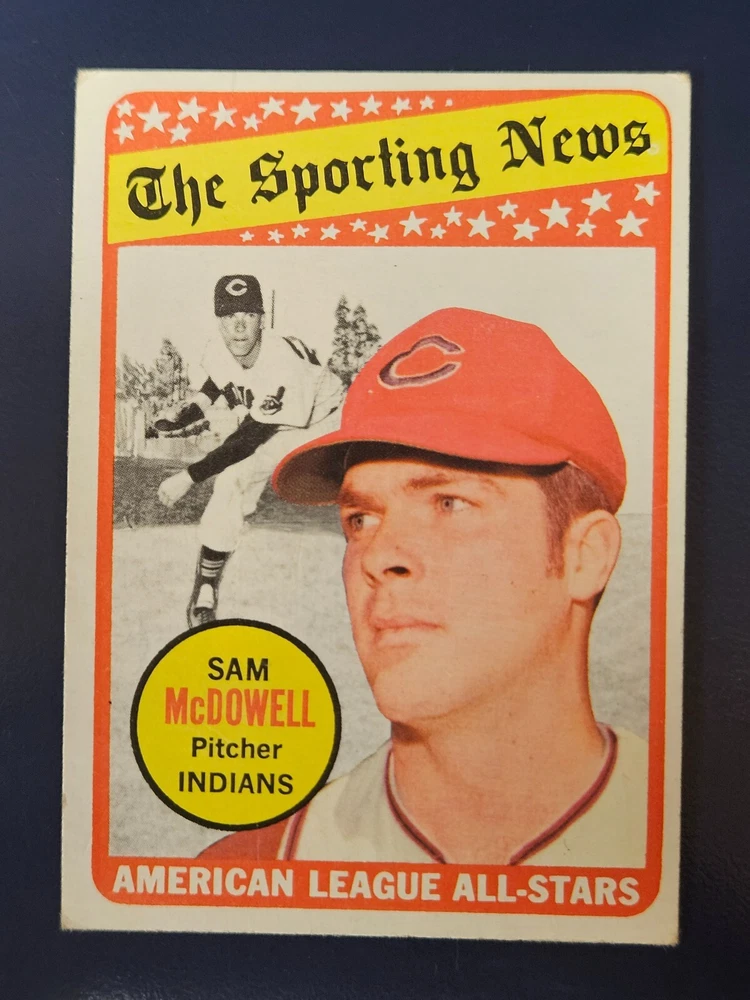 The Sporting News
C
C
SAM
McDOWELL
Pitcher
INDIANS
AMERICAN LEAGUE ALL-STARS